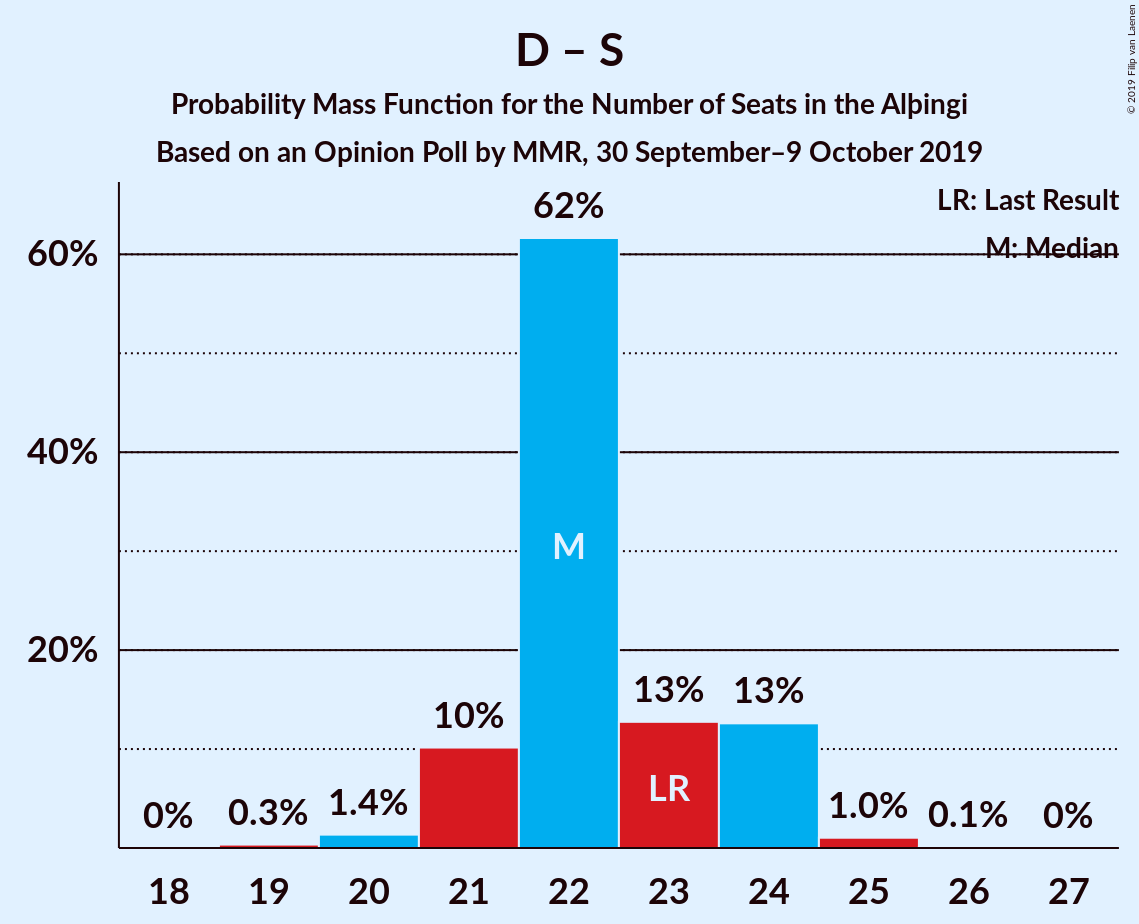 D – S
Probability Mass Function for the Number of Seats in the Alþingi
Based on an Opinion Poll by MMR, 30 September–9 October 2019
© 2019 Filip van Laenen
LR: Last Result
M: Median
60%
40%
20%
0%
0.3%
1.4%
10%
62%
13%
13%
1.0%
0.1%
0%
M
LR
18
19
20
21
22
23
24
25
26
27